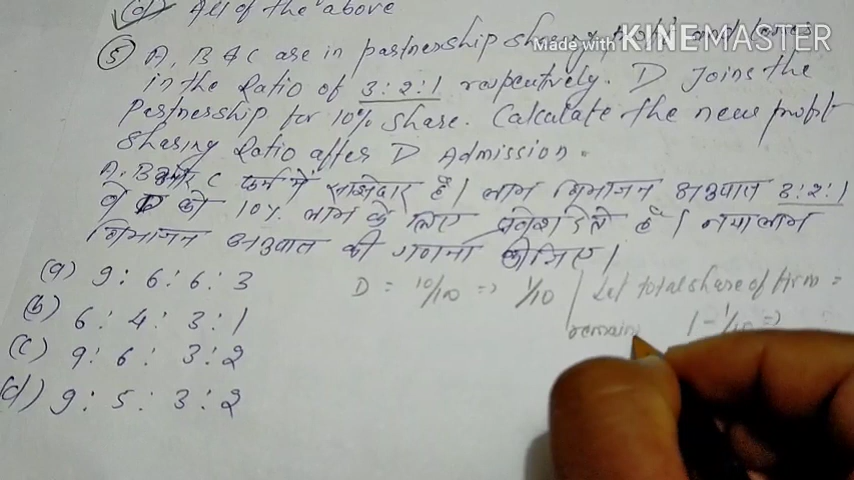 (d) All of the above
Made with KINEMASTER
(5) A, B & C are in partnership sharing profit and losses
in the Ratio of 3:2:1 respectively. D Joins the
Partnership for 10% share. Calculate the new profit
sharing Ratio after D Admission.
A, B और C फर्म में साझेदार हैं। लाभ विभाजन अनुपात 3:2:1
वे D को 10% लाभ के लिए प्रवेश देते हैं। नया लाभ
विभाजन अनुपात की गणना कीजिए।
(a) 9 : 6 : 6 : 3
(b) 6 : 4 : 3 : 1
(c) 9 : 6 : 3 : 2
(d) 9 : 5 : 3 : 2
D = 10/100 => 1/10
Let total share of firm =
remain 1 - 1/10 =>